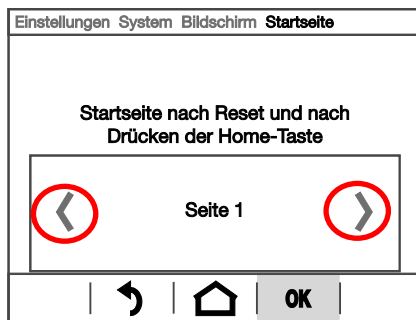 Einstellungen System Bildschirm Startseite
Startseite nach Reset und nach
Drücken der Home-Taste
Seite 1
OK